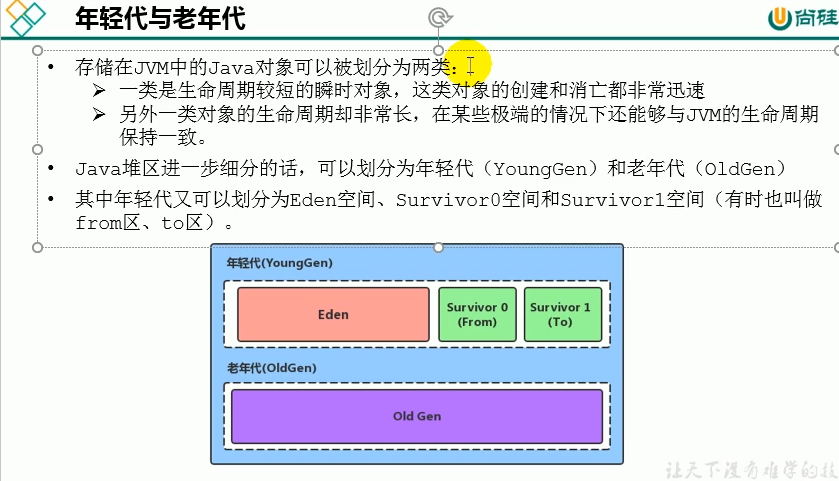 年轻代与老年代
尚硅
• 存储在JVM中的Java对象可以被划分为两类：
➢ 一类是生命周期较短的瞬时对象，这类对象的创建和消亡都非常迅速
➢ 另外一类对象的生命周期却非常长，在某些极端的情况下还能够与JVM的生命周期
保持一致。
• Java堆区进一步细分的话，可以划分为年轻代（YoungGen）和老年代（OldGen）
• 其中年轻代又可以划分为Eden空间、Survivor0空间和Survivor1空间（有时也叫做
from区、to区）。
年轻代(YoungGen)
Eden
Survivor 0
(From)
Survivor 1
(To)
老年代(OldGen)
Old Gen
让天下没有难学的技